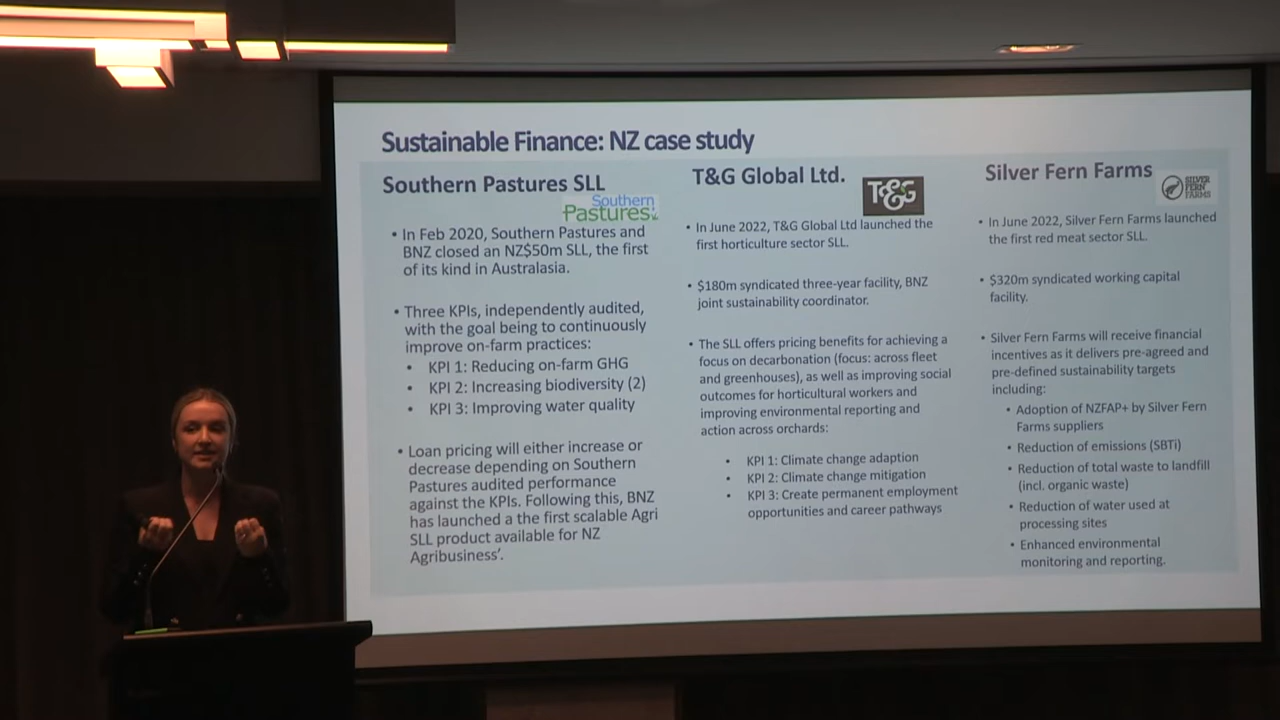 Sustainable Finance: NZ case study
Southern Pastures SLL
Southern
Pastures
• In Feb 2020, Southern Pastures and
BNZ closed an NZ$50m SLL, the first
of its kind in Australasia.
• Three KPIs, independently audited,
with the goal being to continuously
improve on-farm practices:
• KPI 1: Reducing on-farm GHG
• KPI 2: Increasing biodiversity (2)
• KPI 3: Improving water quality
• Loan pricing will either increase or
decrease depending on Southern
Pastures audited performance
against the KPIs. Following this, BNZ
has launched a the first scalable Agri
SLL product available for NZ
Agribusiness’.
T&G Global Ltd.
T&G
• In June 2022, T&G Global Ltd launched the
first horticulture sector SLL.
• $180m syndicated three-year facility, BNZ
joint sustainability coordinator.
• The SLL offers pricing benefits for achieving a
focus on decarbonation (focus: across fleet
and greenhouses), as well as improving social
outcomes for horticultural workers and
improving environmental reporting and
action across orchards:
• KPI 1: Climate change adaption
• KPI 2: Climate change mitigation
• KPI 3: Create permanent employment
opportunities and career pathways
Silver Fern Farms
SILVER
FERN
FARMS
• In June 2022, Silver Fern Farms launched
the first red meat sector SLL.
• $320m syndicated working capital
facility.
• Silver Fern Farms will receive financial
incentives as it delivers pre-agreed and
pre-defined sustainability targets
including:
• Adoption of NZFAP+ by Silver Fern
Farms suppliers
• Reduction of emissions (SBTi)
• Reduction of total waste to landfill
(incl. organic waste)
• Reduction of water used at
processing sites
• Enhanced environmental
monitoring and reporting.